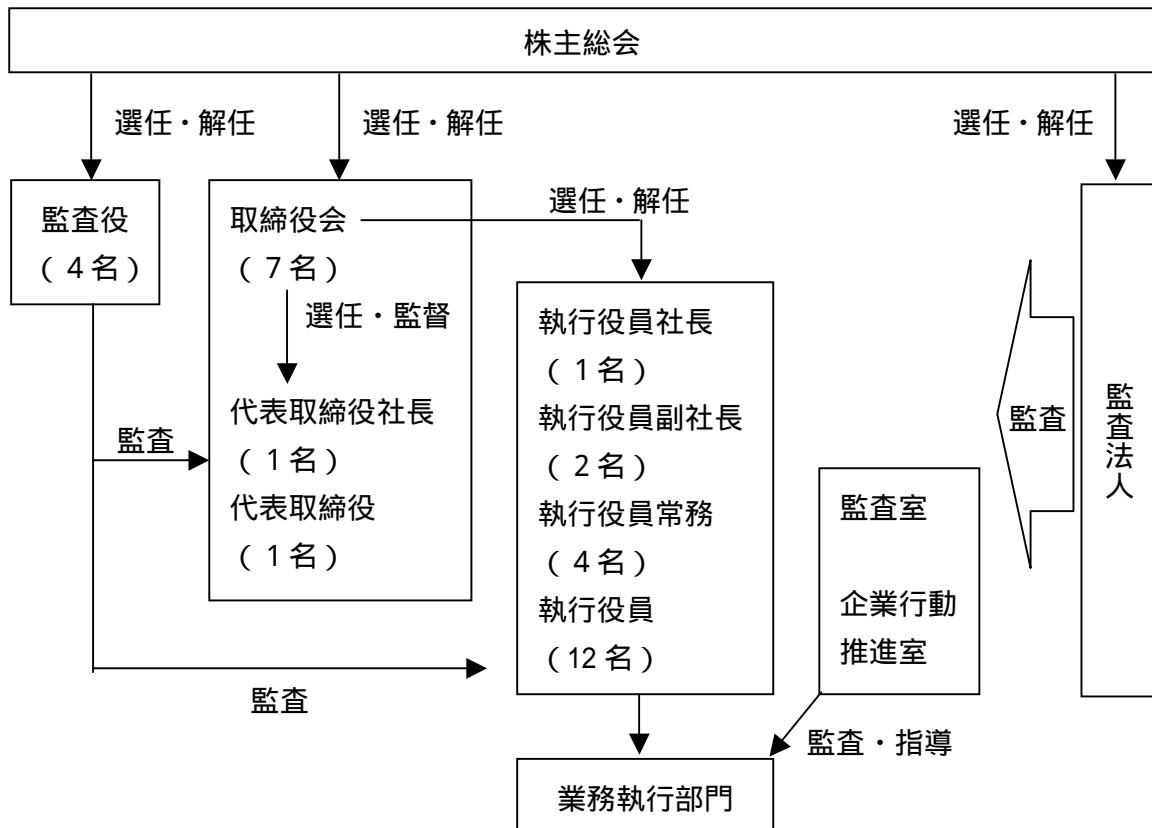 株主総会
選任・解任
選任・解任
選任・解任
監査役
(4名)
取締役会
(7名)
選任・監督
代表取締役社長
(1名)
代表取締役
(1名)
選任・解任
執行役員社長
(1名)
執行役員副社長
(2名)
執行役員常務
(4名)
執行役員
(12名)
監査
監査
監査室
企業行動
推進室
監査
監査法人
監査・指導
業務執行部門